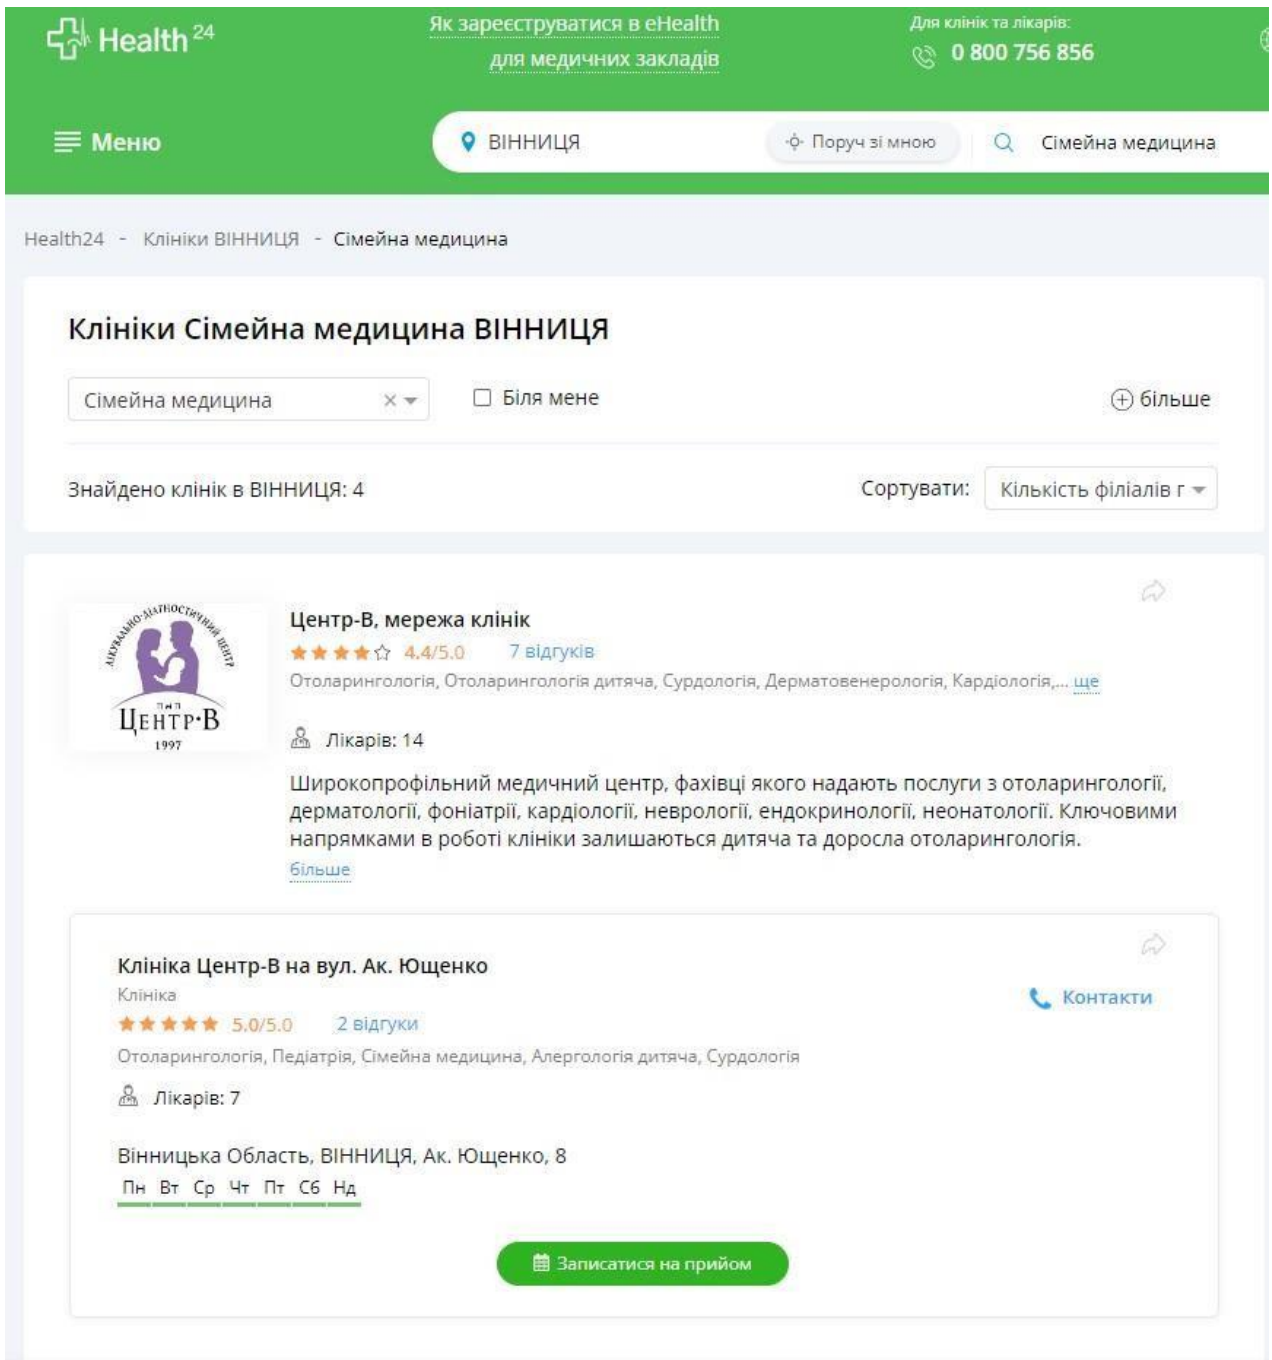 Health 24
Як зареєструватися в eHealth
для медичних закладів
Для клінік та лікарів:
0 800 756 856
Меню
ВІННИЦЯ
Поруч зі мною
Сімейна медицина
Health24 - Клініки ВІННИЦЯ - Сімейна медицина
Клініки Сімейна медицина ВІННИЦЯ
Сімейна медицина
Біля мене
більше
Знайдено клінік в ВІННИЦЯ: 4
Сортувати:
Кількість філіалів г
ЛІКУВАЛЬНО-ДІАГНОСТИЧНИЙ ЦЕНТР
ПМП
ЦЕНТР·В
1997
Центр-В, мережа клінік
4.4/5.0 7 відгуків
Отоларингологія, Отоларингологія дитяча, Сурдологія, Дерматовенерологія, Кардіологія,... ще
Лікарів: 14
Широкопрофільний медичний центр, фахівці якого надають послуги з отоларингології,
дерматології, фоніатрії, кардіології, неврології, ендокринології, неонатології. Ключовими
напрямками в роботі клініки залишаються дитяча та доросла отоларингологія.
більше
Клініка Центр-В на вул. Ак. Ющенко
Клініка
Контакти
5.0/5.0 2 відгуки
Отоларингологія, Педіатрія, Сімейна медицина, Алергологія дитяча, Сурдологія
Лікарів: 7
Вінницька Область, ВІННИЦЯ, Ак. Ющенко, 8
Пн Вт Ср Чт Пт Сб Нд
Записатися на прийом